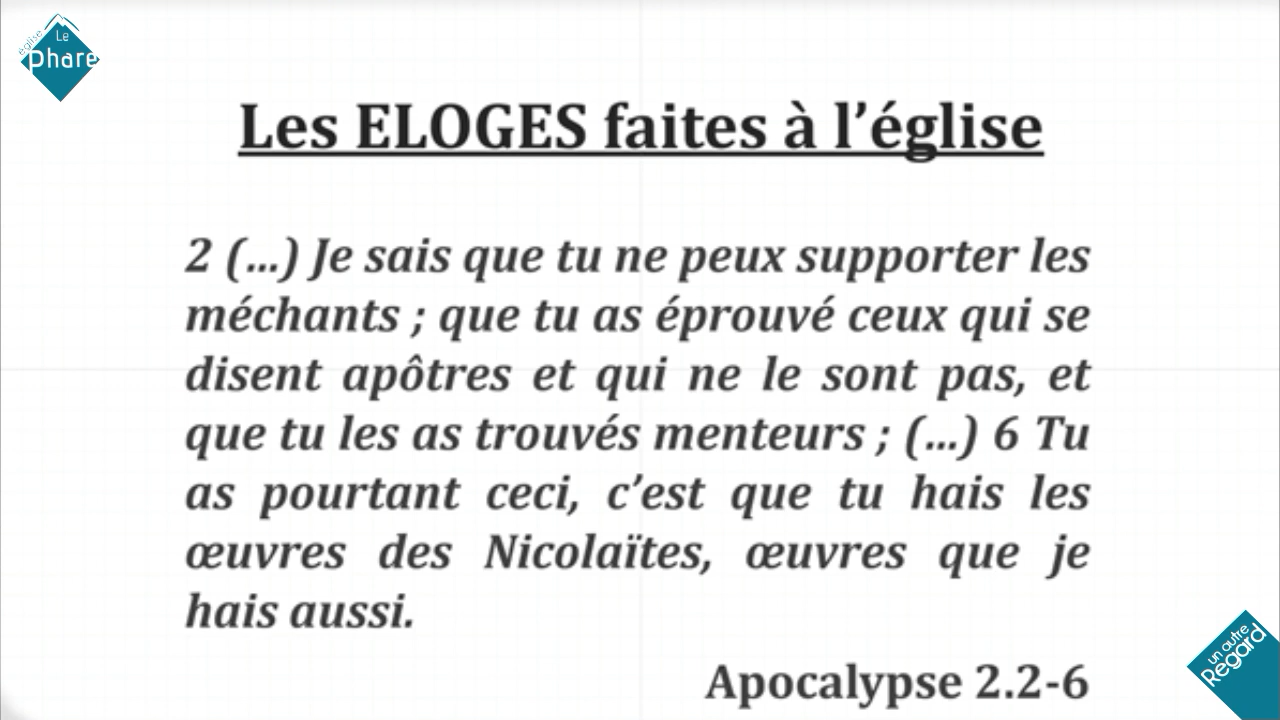 église
Le
phare
Les ELOGES faites à l’église
2 (...) Je sais que tu ne peux supporter les
méchants ; que tu as éprouvé ceux qui se
disent apôtres et qui ne le sont pas, et
que tu les as trouvés menteurs ; (...) 6 Tu
as pourtant ceci, c’est que tu hais les
œuvres des Nicolaïtes, œuvres que je
hais aussi.
Apocalypse 2.2-6
un autre
Regard